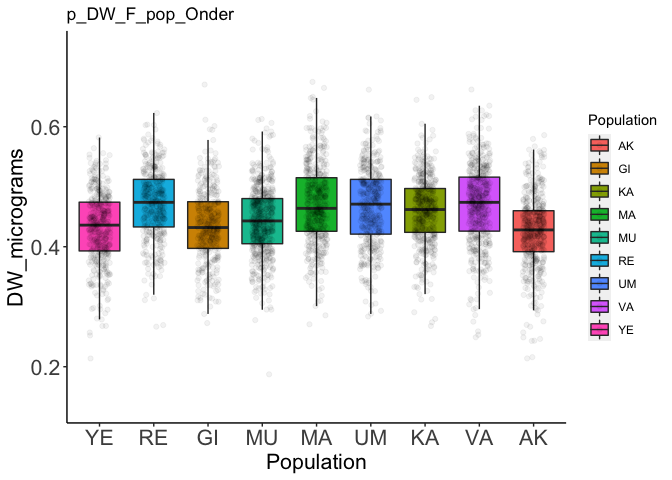 p_DW_F_pop_Onder
DW_micrograms
0.6
0.4
0.2
YE RE GI MU MA UM KA VA AK
Population
Population
AK
GI
KA
MA
MU
RE
UM
VA
YE